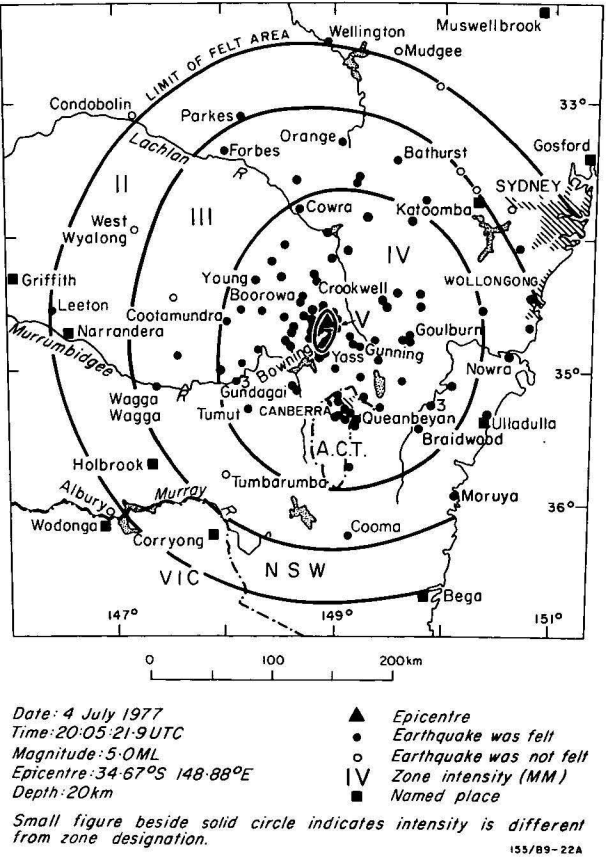 Muswellbrook
Wellington
Mudgee
LIMIT OF FELT AREA
Condobolin
Parkes
33°
Orange
Lachlan
R
Forbes
Bathurst
Gosford
II
SYDNEY
III
Katoomba
Cowra
West
Wyalong
IV
Griffith
Young
Crookwell
WOLLONGONG
Leeton
Boorowa
Cootamundra
V
Goulburn
Narrandera
Murrumbidgee
R
Bowning
Yass
Gunning
Nowra
35°
3
Wagga
Wagga
Gundagai
Tumut
CANBERRA
Queanbeyan
3
Ulladulla
Braidwood
A.C.T.
Holbrook
Tumbarumba
Albury
Murray
R
Moruya
36°
Wodonga
Corryong
Cooma
VIC
NSW
Bega
147°
149°
151°
0 100 200km
Date: 4 July 1977
Time: 20:05:21.9 UTC
Magnitude: 5.0 ML
Epicentre: 34.67°S 148.88°E
Depth: 20km
Epicentre
Earthquake was felt
Earthquake was not felt
IV Zone intensity (MM)
Named place
Small figure beside solid circle indicates intensity is different
from zone designation.
155/B9-22A